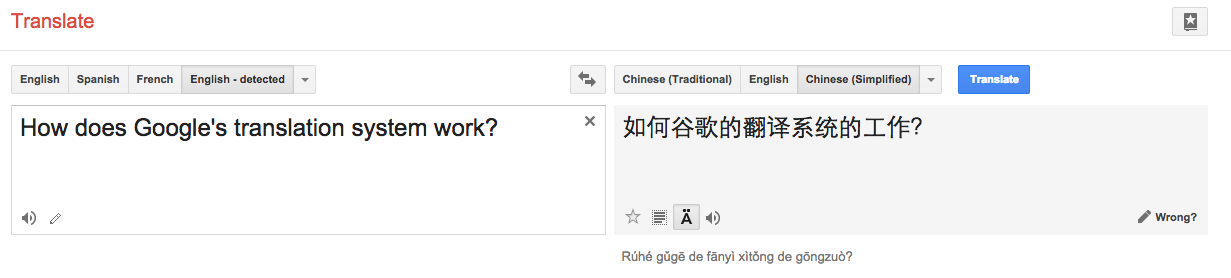 Translate
English Spanish French English - detected
Chinese (Traditional) English Chinese (Simplified) Translate
How does Google's translation system work?
如何谷歌的翻译系统的工作?
Ä
Wrong?
Rúhé gǔgē de fānyì xìtǒng de gōngzuò?